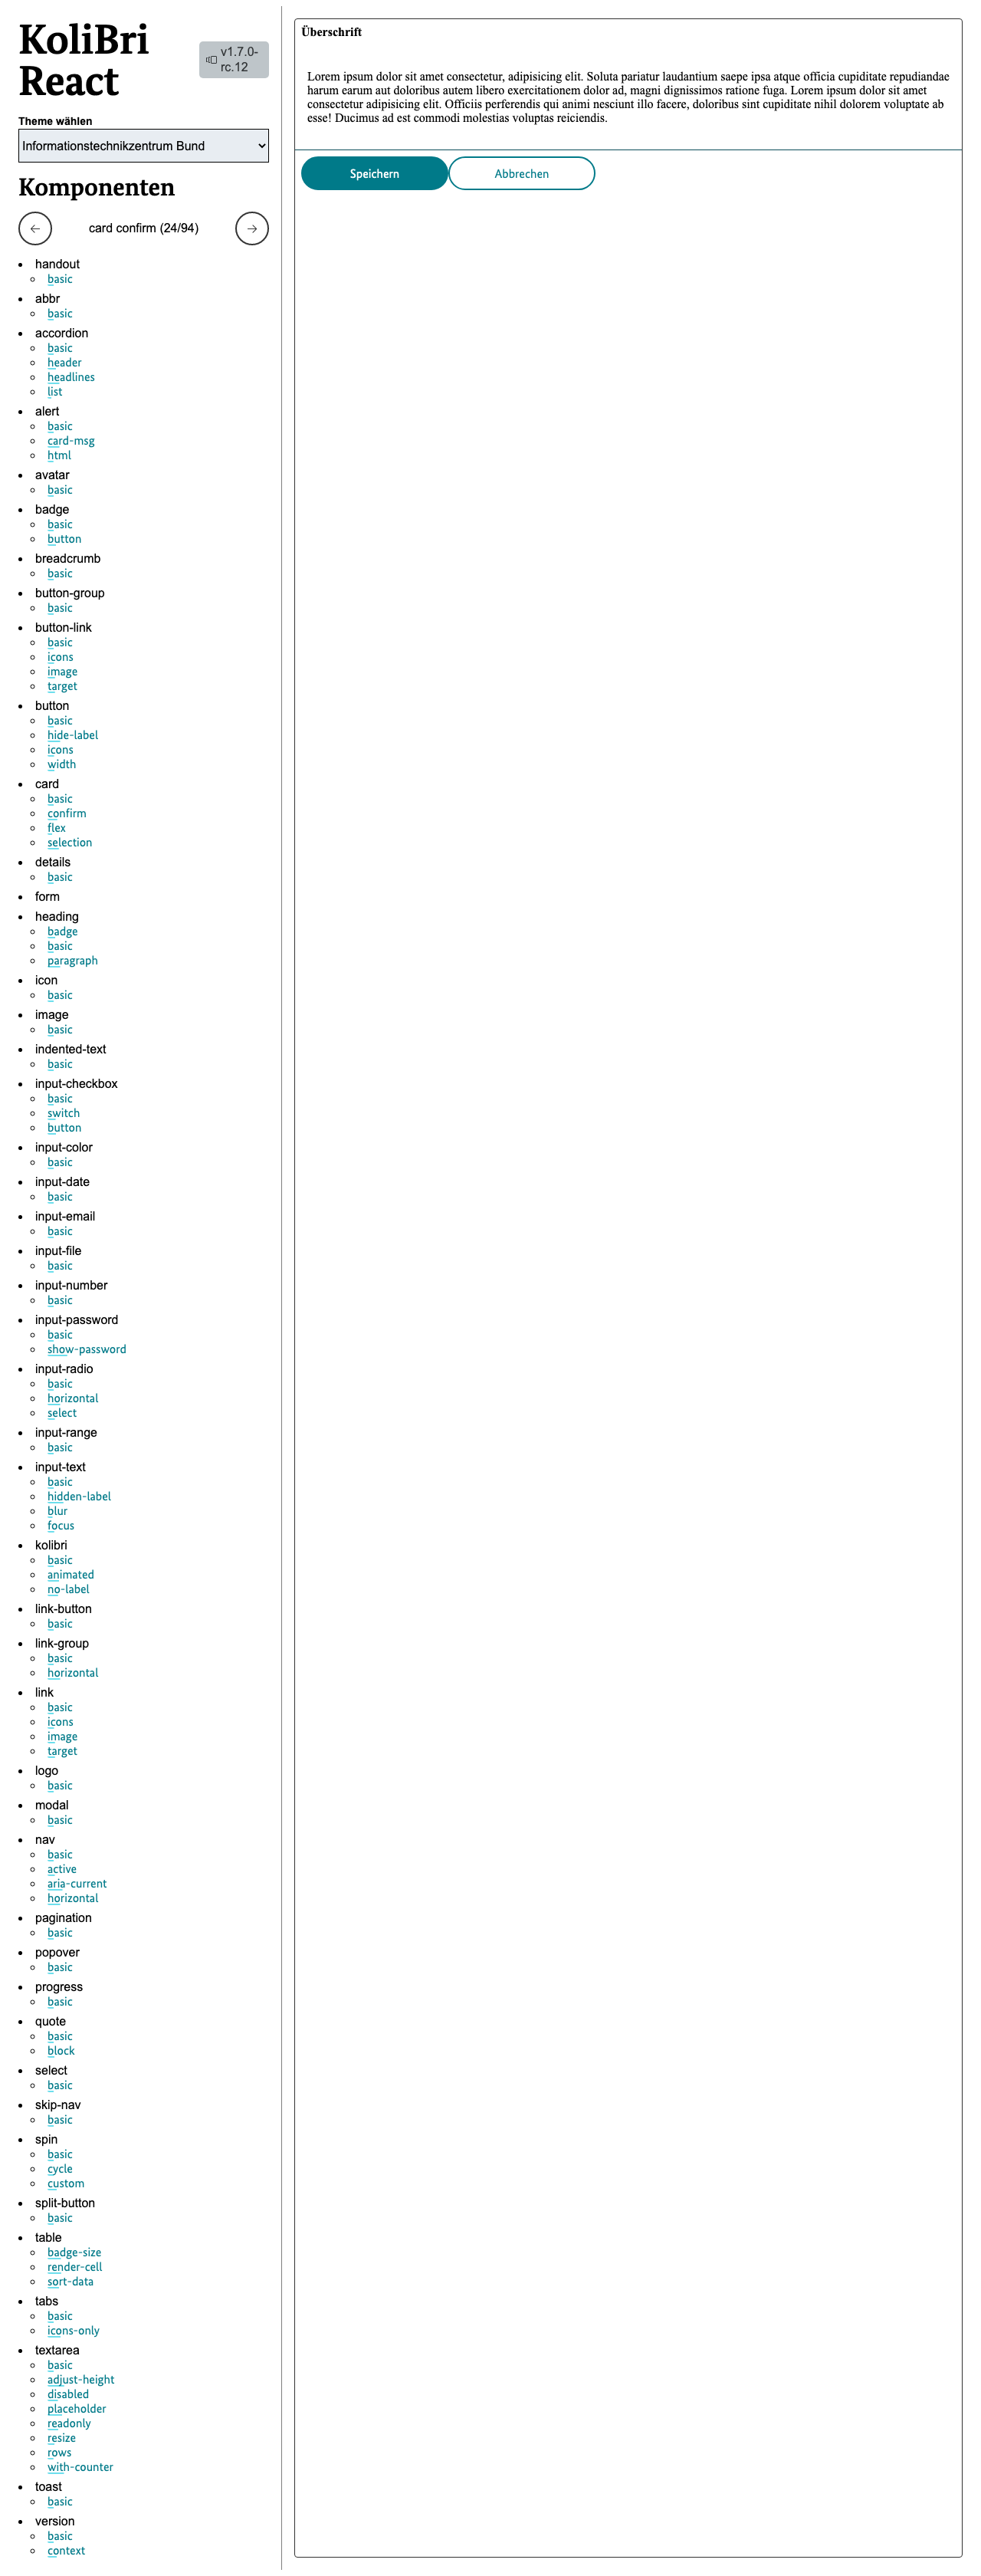 KoliBri
React
v1.7.0-
rc.12
Theme wählen
Informationstechnikzentrum Bund
Komponenten
card confirm (24/94)
handout
basic
abbr
basic
accordion
basic
header
headlines
list
alert
basic
card-msg
html
avatar
basic
badge
basic
button
breadcrumb
basic
button-group
basic
button-link
basic
icons
image
target
button
basic
hide-label
icons
width
card
basic
confirm
flex
selection
details
basic
form
heading
badge
basic
paragraph
icon
basic
image
basic
indented-text
basic
input-checkbox
basic
switch
button
input-color
basic
input-date
basic
input-email
basic
input-file
basic
input-number
basic
input-password
basic
show-password
input-radio
basic
horizontal
select
input-range
basic
input-text
basic
hidden-label
blur
focus
kolibri
basic
animated
no-label
link-button
basic
link-group
basic
horizontal
link
basic
icons
image
target
logo
basic
modal
basic
nav
basic
active
aria-current
horizontal
pagination
basic
popover
basic
progress
basic
quote
basic
block
select
basic
skip-nav
basic
spin
basic
cycle
custom
split-button
basic
table
badge-size
render-cell
sort-data
tabs
basic
icons-only
textarea
basic
adjust-height
disabled
placeholder
readonly
resize
rows
with-counter
toast
basic
version
basic
context
Überschrift
Lorem ipsum dolor sit amet consectetur, adipisicing elit. Soluta pariatur laudantium saepe ipsa atque officia cupiditate repudiandae
harum earum aut doloribus autem libero exercitationem dolor ad, magni dignissimos ratione fuga. Lorem ipsum dolor sit amet
consectetur adipisicing elit. Officiis perferendis qui animi nesciunt illo facere, doloribus sint cupiditate nihil dolorem voluptate ab
esse! Ducimus ad est commodi molestias voluptas reiciendis.
Speichern
Abbrechen